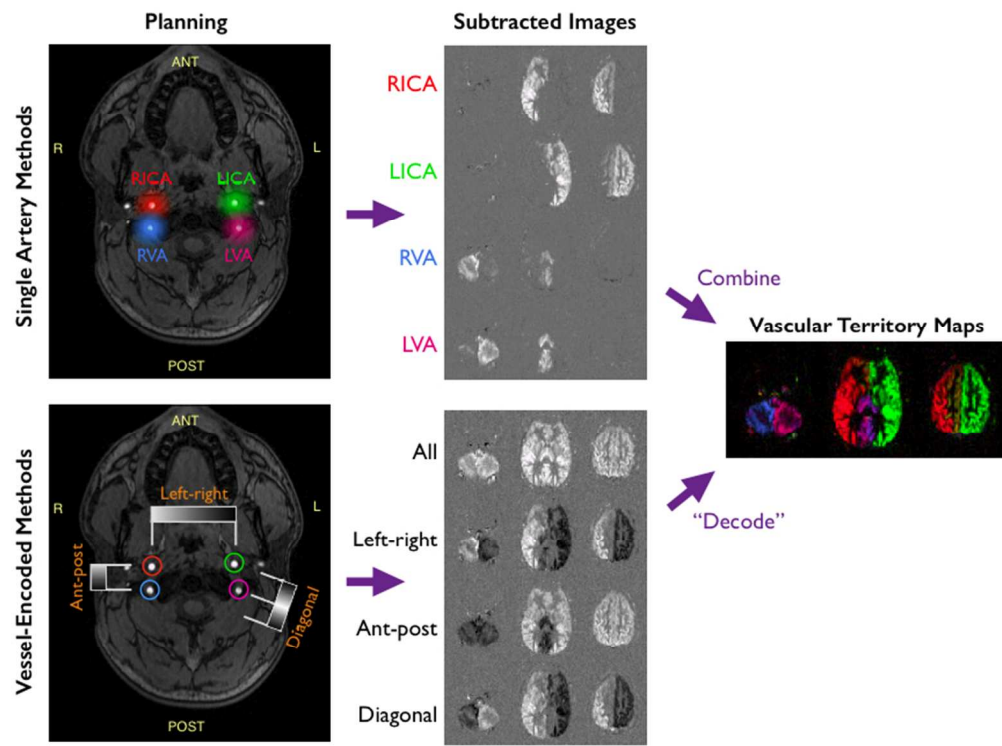 Planning
Subtracted Images
Single Artery Methods
ANT
R
L
RICA
LICA
RVA
LVA
POST
RICA
LICA
RVA
LVA
Combine
Vascular Territory Maps
"Decode"
Vessel-Encoded Methods
ANT
R
L
Left-right
Ant-post
Diagonal
POST
All
Left-right
Ant-post
Diagonal